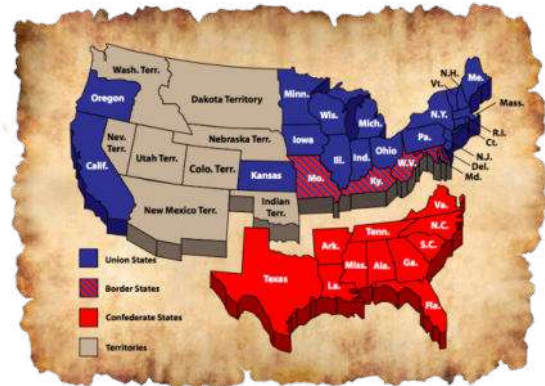 Wash. Terr.
Oregon
Dakota Territory
Minn.
Wis.
Mich.
N.H.
Vt.
Me.
Mass.
N.Y.
R.I.
Ct.
Nev.
Terr.
Nebraska Terr.
Iowa
Pa.
N.J.
Del.
Md.
Calif.
Utah Terr.
Colo. Terr.
Kansas
Mo.
Ill.
Ind.
Ohio
Ky.
W.V.
New Mexico Terr.
Indian
Terr.
Va.
Tenn.
N.C.
Ark.
S.C.
Texas
Miss.
Ala.
Ga.
La.
Fla.
Union States
Border States
Confederate States
Territories